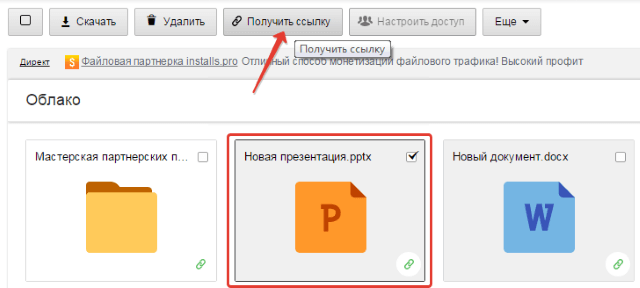 Скачать Удалить Получить ссылку Настроить доступ Еще
Получить ссылку
Директ S Файловая партнерка installs.pro Отличный способ монетизации файлового трафика! Высокий профит
Облако
Мастерская партнерских п... Новая презентация.pptx Новый документ.docx
P W